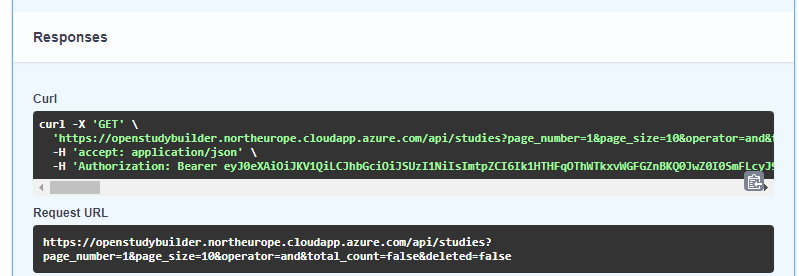 Responses
Curl
curl -X 'GET' \
'https://openstudybuilder.northeurope.cloudapp.azure.com/api/studies?page_number=1&page_size=10&operator=and&t
-H 'accept: application/json' \
-H 'Authorization: Bearer
Request URL
https://openstudybuilder.northeurope.cloudapp.azure.com/api/studies?
page_number=1&page_size=10&operator=and&total_count=false&deleted=false